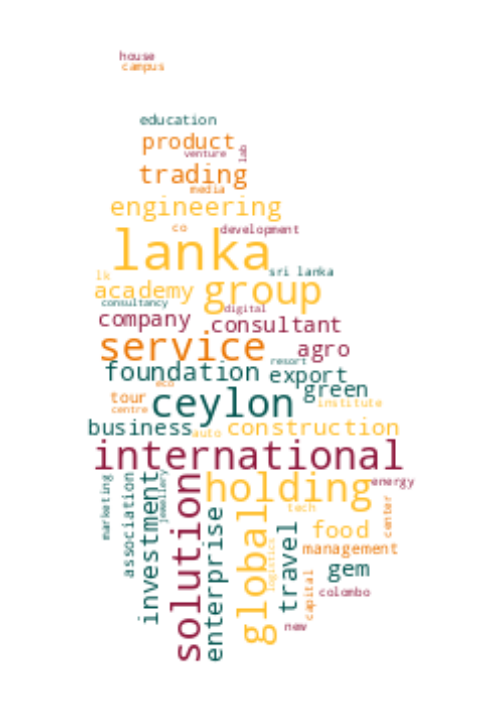 house
campus
education
product
venture
lab
trading
media
engineering
co
development
lanka
lk
sri lanka
academy
group
consultancy
digital
company
consultant
service
agro
foundation
resort
export
eco
green
tour
ceylon
institute
centre
business
auto
construction
international
marketing
association
investment
jewellery
solution
holding
energy
enterprise
global
logistics
tech
travel
food
center
management
gem
capital
colombo
new